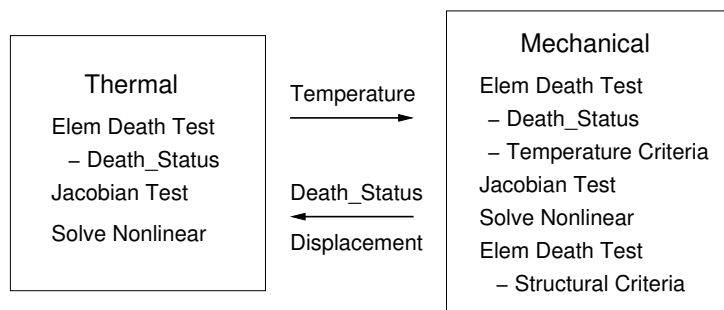 Thermal
Elem Death Test
– Death_Status
Jacobian Test
Solve Nonlinear
Temperature
Death_Status
Displacement
Mechanical
Elem Death Test
– Death_Status
– Temperature Criteria
Jacobian Test
Solve Nonlinear
Elem Death Test
– Structural Criteria